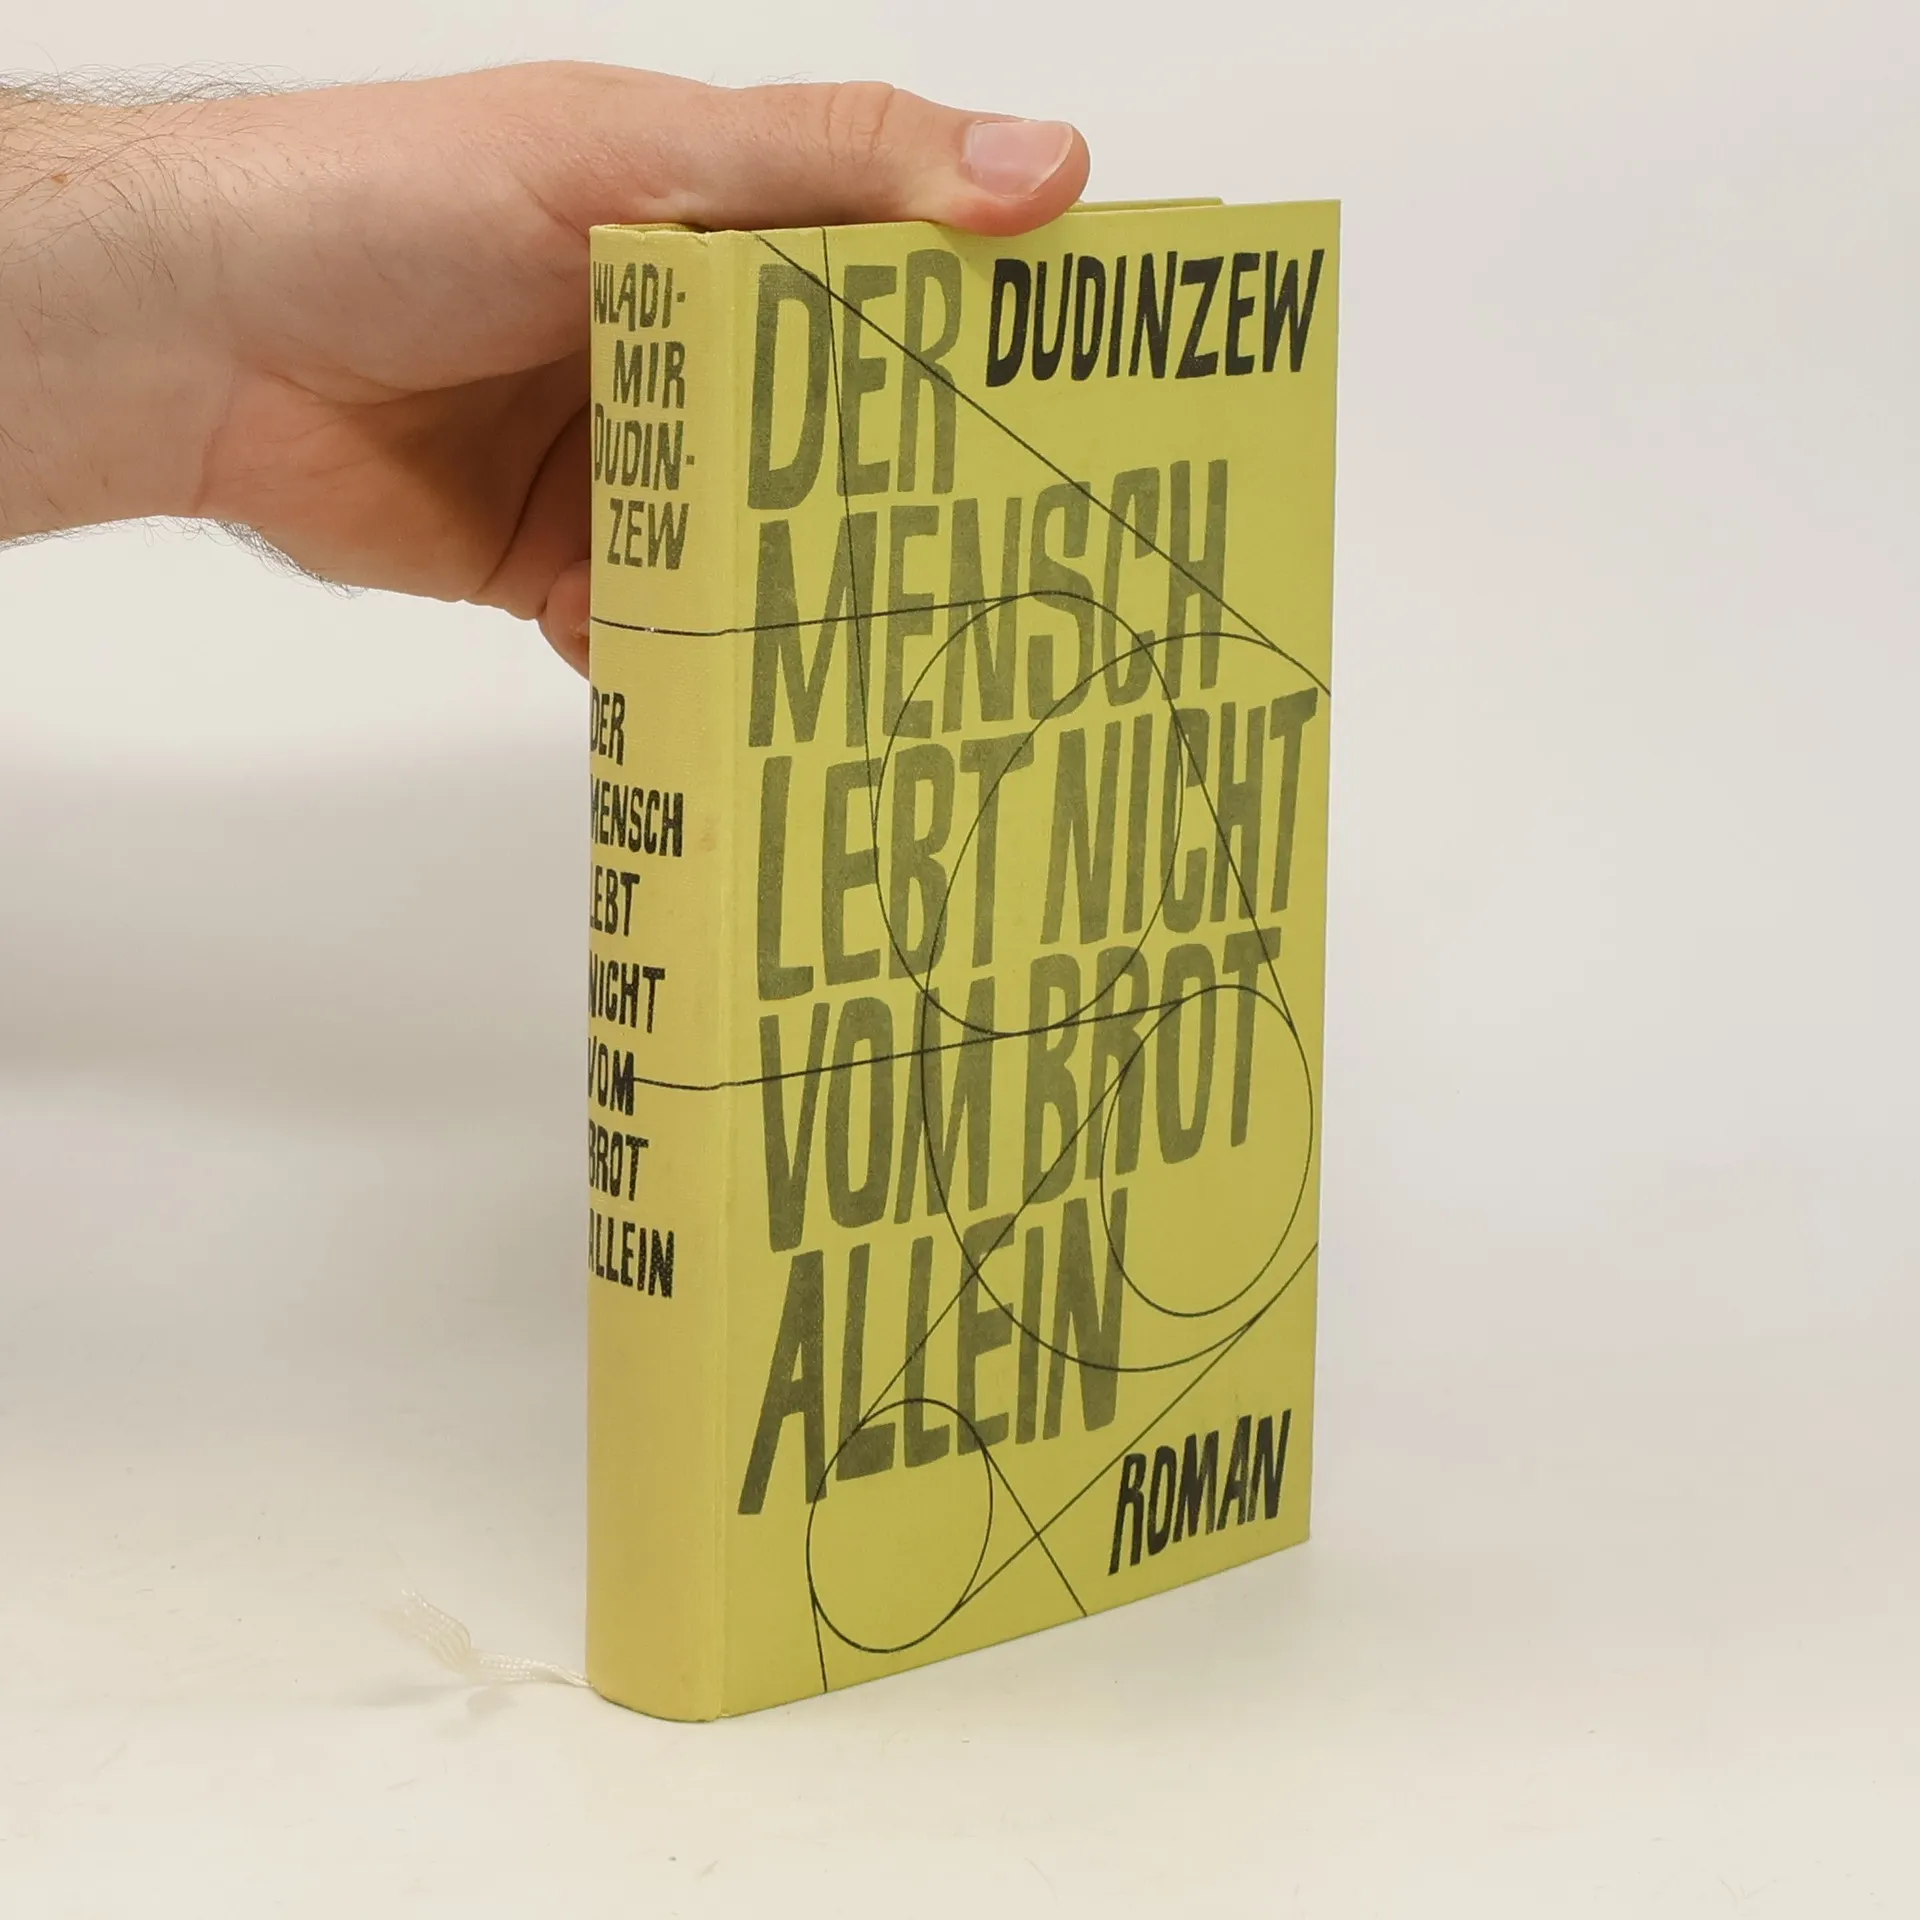 WLADI-
MIR
DUDIN-
ZEW
DER
MENSCH
LEBT
NICHT
VOM
BROT
ALLEIN
DUDINZEW
DER
MENSCH
LEBT NICHT
VOM BROT
ALLEIN
ROMAN